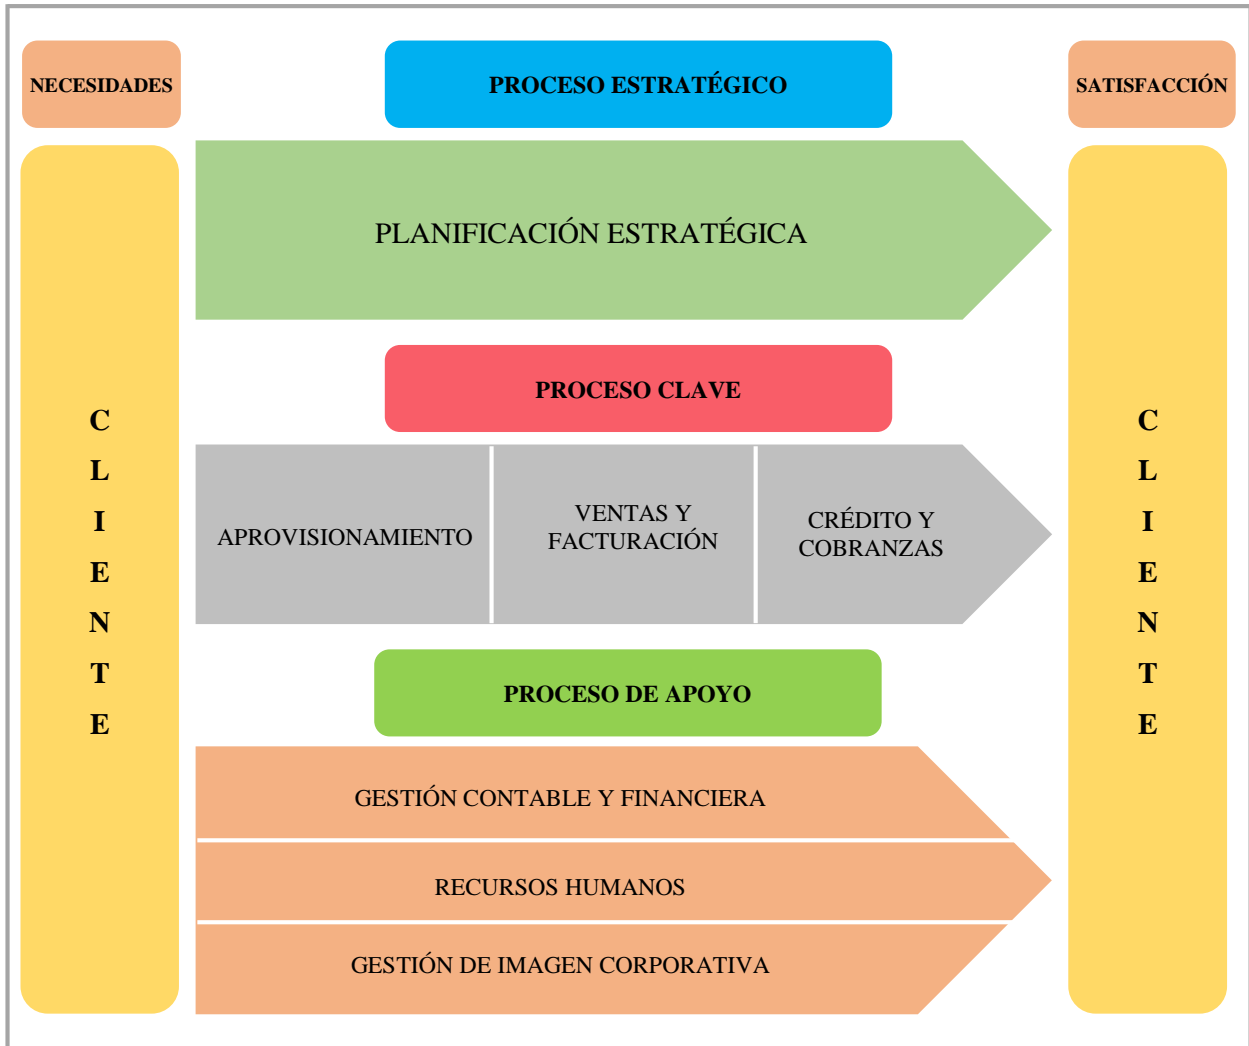 NECESIDADES
PROCESO ESTRATÉGICO
SATISFACCIÓN
PLANIFICACIÓN ESTRATÉGICA
PROCESO CLAVE
C
L
I
E
N
T
E
APROVISIONAMIENTO
VENTAS Y
FACTURACIÓN
CRÉDITO Y
COBRANZAS
PROCESO DE APOYO
GESTIÓN CONTABLE Y FINANCIERA
RECURSOS HUMANOS
GESTIÓN DE IMAGEN CORPORATIVA
C
L
I
E
N
T
E